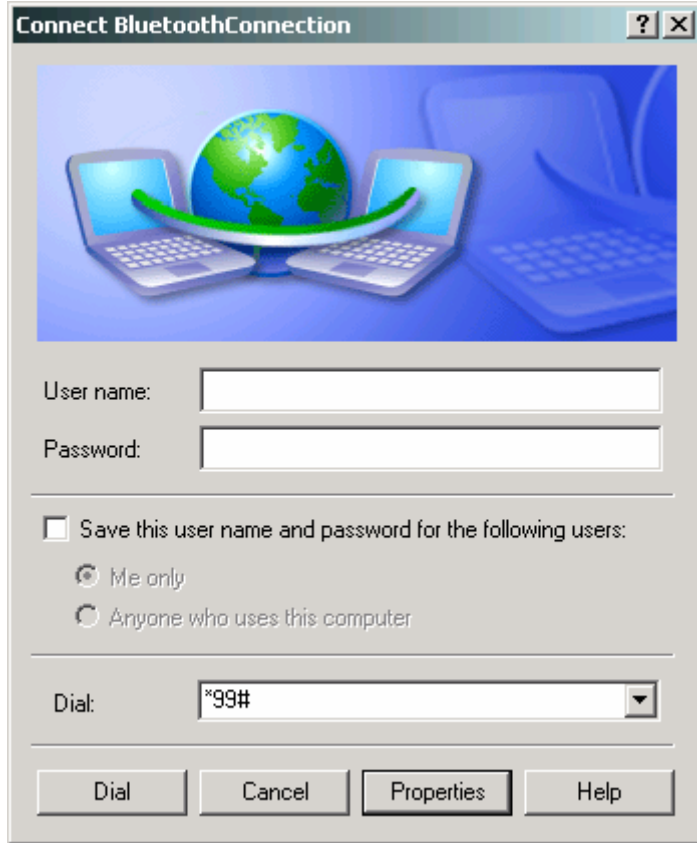 Connect BluetoothConnection
User name:
Password:
Save this user name and password for the following users:
Me only
Anyone who uses this computer
Dial: *99#
Dial Cancel Properties Help